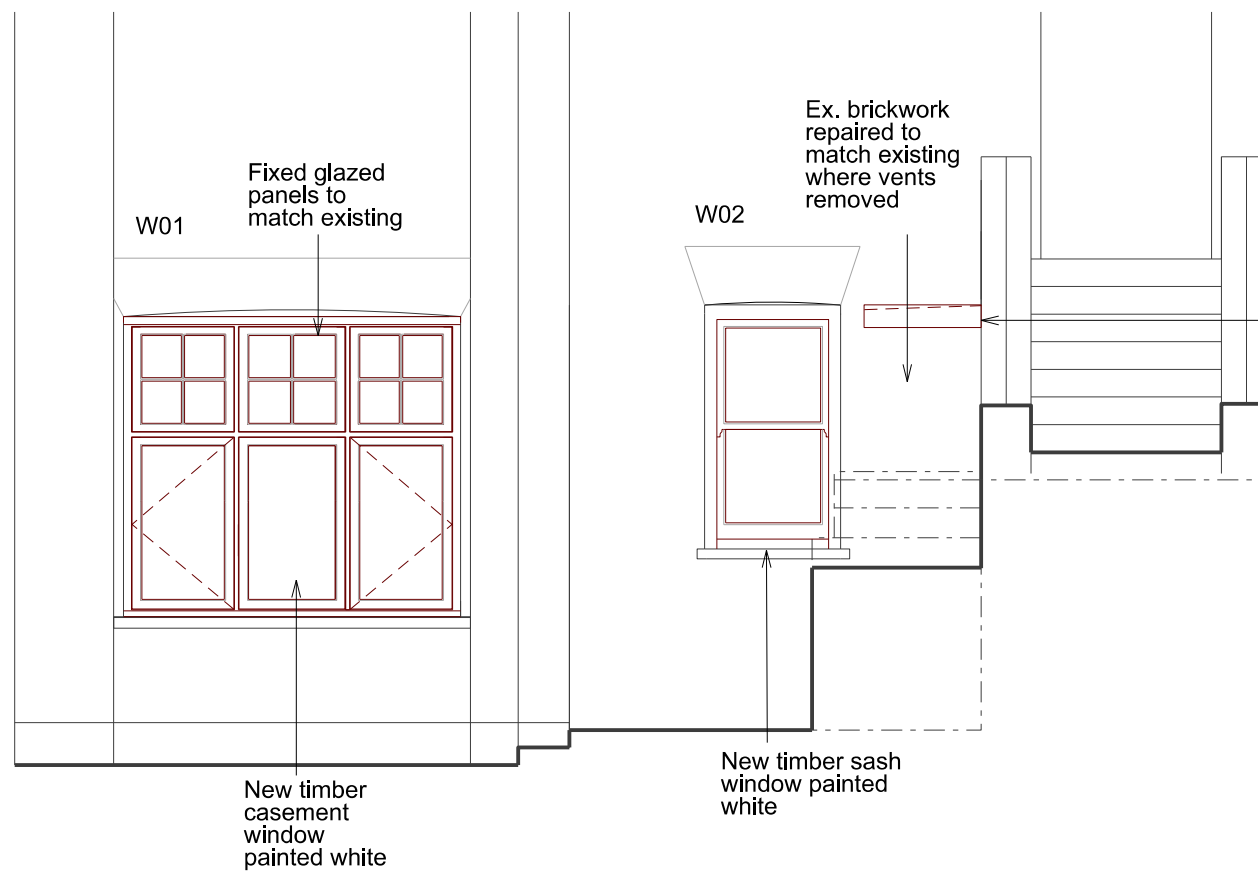 Ex. brickwork
repaired to
match existing
where vents
removed
Fixed glazed
panels to
match existing
W01
W02
New timber sash
window painted
white
New timber
casement
window
painted white